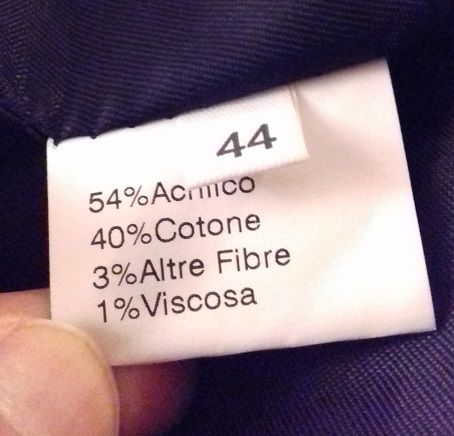 44
54%Acrilico
40%Cotone
3%Altre Fibre
1%Viscosa